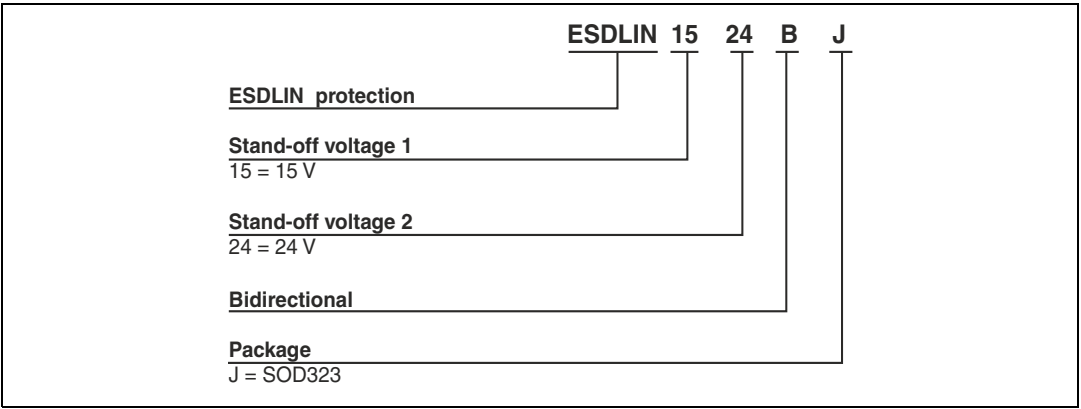 ESDLIN 15 24 B J
ESDLIN protection
Stand-off voltage 1
15 = 15 V
Stand-off voltage 2
24 = 24 V
Bidirectional
Package
J = SOD323